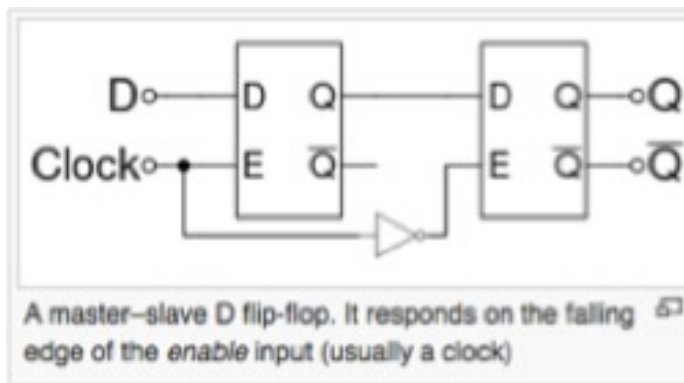 D D Q D Q Q
Clock E Q̅ E Q̅ Q̅
A master–slave D flip-flop. It responds on the falling
edge of the enable input (usually a clock)